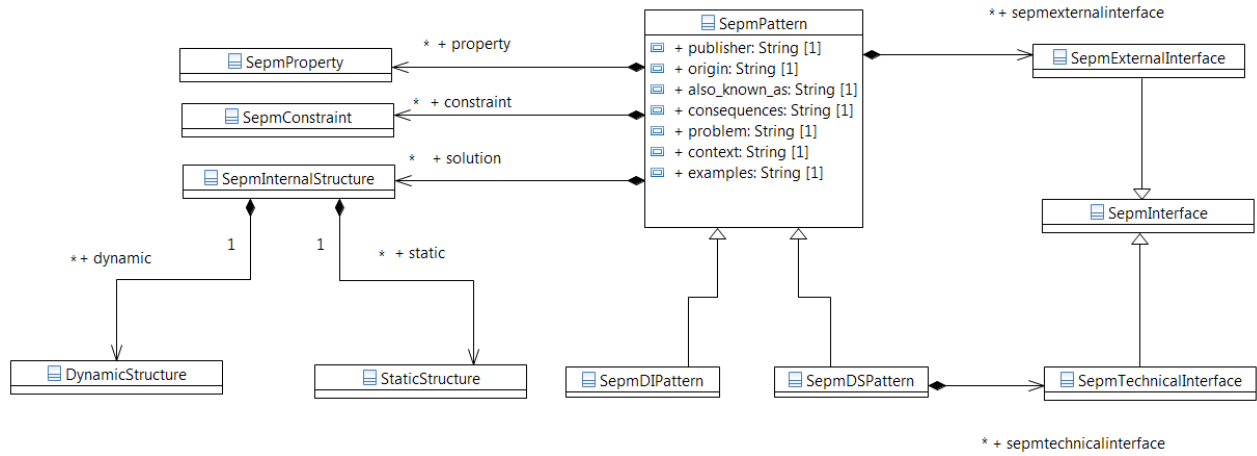 * + sepmexternalinterface
SepmPattern
+ publisher: String [1]
+ origin: String [1]
+ also_known_as: String [1]
+ consequences: String [1]
+ problem: String [1]
+ context: String [1]
+ examples: String [1]
* + property
SepmProperty
SepmExternalInterface
* + constraint
SepmConstraint
* + solution
SepmInternalStructure
SepmInterface
1
1
* + dynamic
* + static
DynamicStructure
StaticStructure
SepmDIPattern
SepmDSPattern
SepmTechnicalInterface
* + sepmtechnicalinterface